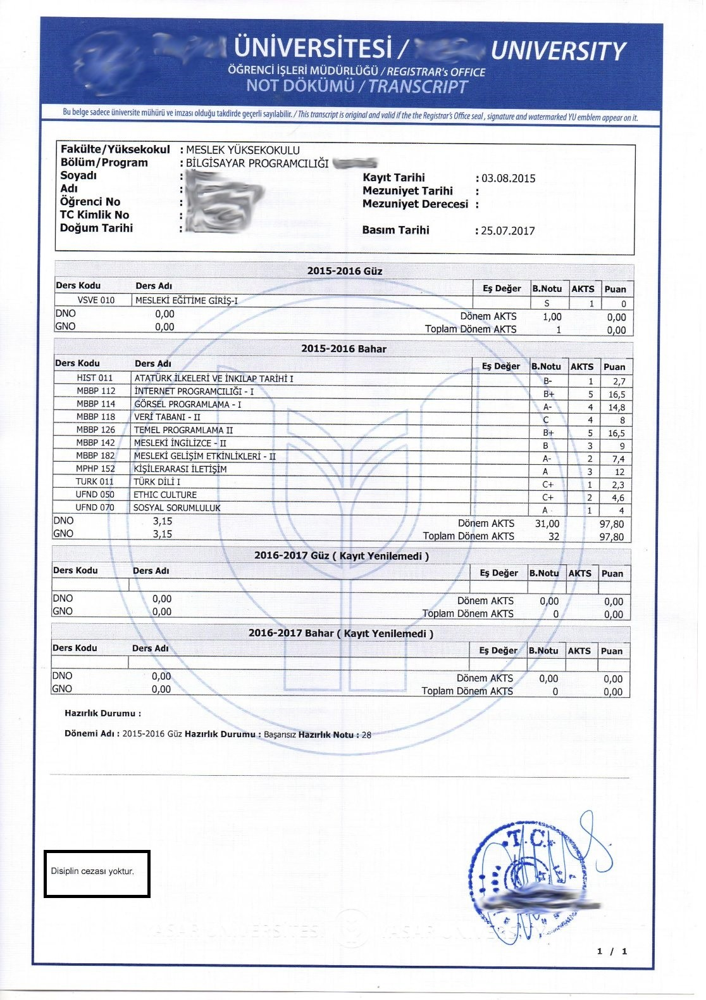 ÜNİVERSİTESİ / UNIVERSITY
ÖĞRENCİ İŞLERİ MÜDÜRLÜĞÜ / REGISTRAR's OFFICE
NOT DÖKÜMÜ / TRANSCRIPT
Bu belge sadece üniversite mühürü ve imzası olduğu takdirde geçerli sayılabilir. / This transcript is original and valid if the the Registrar's Office seal, signature and watermarked YU emblem appear on it.
Fakülte/Yüksekokul : MESLEK YÜKSEKOKULU
Bölüm/Program : BİLGİSAYAR PROGRAMCILIĞI
Soyadı :
Kayıt Tarihi : 03.08.2015
Adı :
Mezuniyet Tarihi :
Öğrenci No :
Mezuniyet Derecesi :
TC Kimlik No :
Doğum Tarihi :
Basım Tarihi : 25.07.2017
2015-2016 Güz
Ders Kodu Ders Adı Eş Değer B.Notu AKTS Puan
VSVE 010 MESLEKİ EĞİTİME GİRİŞ-I S 1 0
DNO 0,00 Dönem AKTS 1,00 0,00
GNO 0,00 Toplam Dönem AKTS 1 0,00
2015-2016 Bahar
Ders Kodu Ders Adı Eş Değer B.Notu AKTS Puan
HIST 011 ATATÜRK İLKELERİ VE İNKILAP TARİHİ I B- 1 2,7
MBBP 112 İNTERNET PROGRAMCILIĞI - I B+ 5 16,5
MBBP 114 GÖRSEL PROGRAMLAMA - I A- 4 14,8
MBBP 118 VERİ TABANI - II C 4 8
MBBP 126 TEMEL PROGRAMLAMA II B+ 5 16,5
MBBP 142 MESLEKİ İNGİLİZCE - II B 3 9
MBBP 182 MESLEKİ GELİŞİM ETKİNLİKLERİ - II A- 2 7,4
MPHP 152 KİŞİLERARASI İLETİŞİM A 3 12
TURK 011 TÜRK DİLİ I C+ 1 2,3
UFND 050 ETHIC CULTURE C+ 2 4,6
UFND 070 SOSYAL SORUMLULUK A 1 4
DNO 3,15 Dönem AKTS 31,00 97,80
GNO 3,15 Toplam Dönem AKTS 32 97,80
2016-2017 Güz ( Kayıt Yenilemedi )
Ders Kodu Ders Adı Eş Değer B.Notu AKTS Puan
DNO 0,00 Dönem AKTS 0,00 0,00
GNO 0,00 Toplam Dönem AKTS 0 0,00
2016-2017 Bahar ( Kayıt Yenilemedi )
Ders Kodu Ders Adı Eş Değer B.Notu AKTS Puan
DNO 0,00 Dönem AKTS 0,00 0,00
GNO 0,00 Toplam Dönem AKTS 0 0,00
Hazırlık Durumu :
Dönemi Adı : 2015-2016 Güz Hazırlık Durumu : Başarısız Hazırlık Notu : 28
T.C.
Disiplin cezası yoktur.
1 / 1